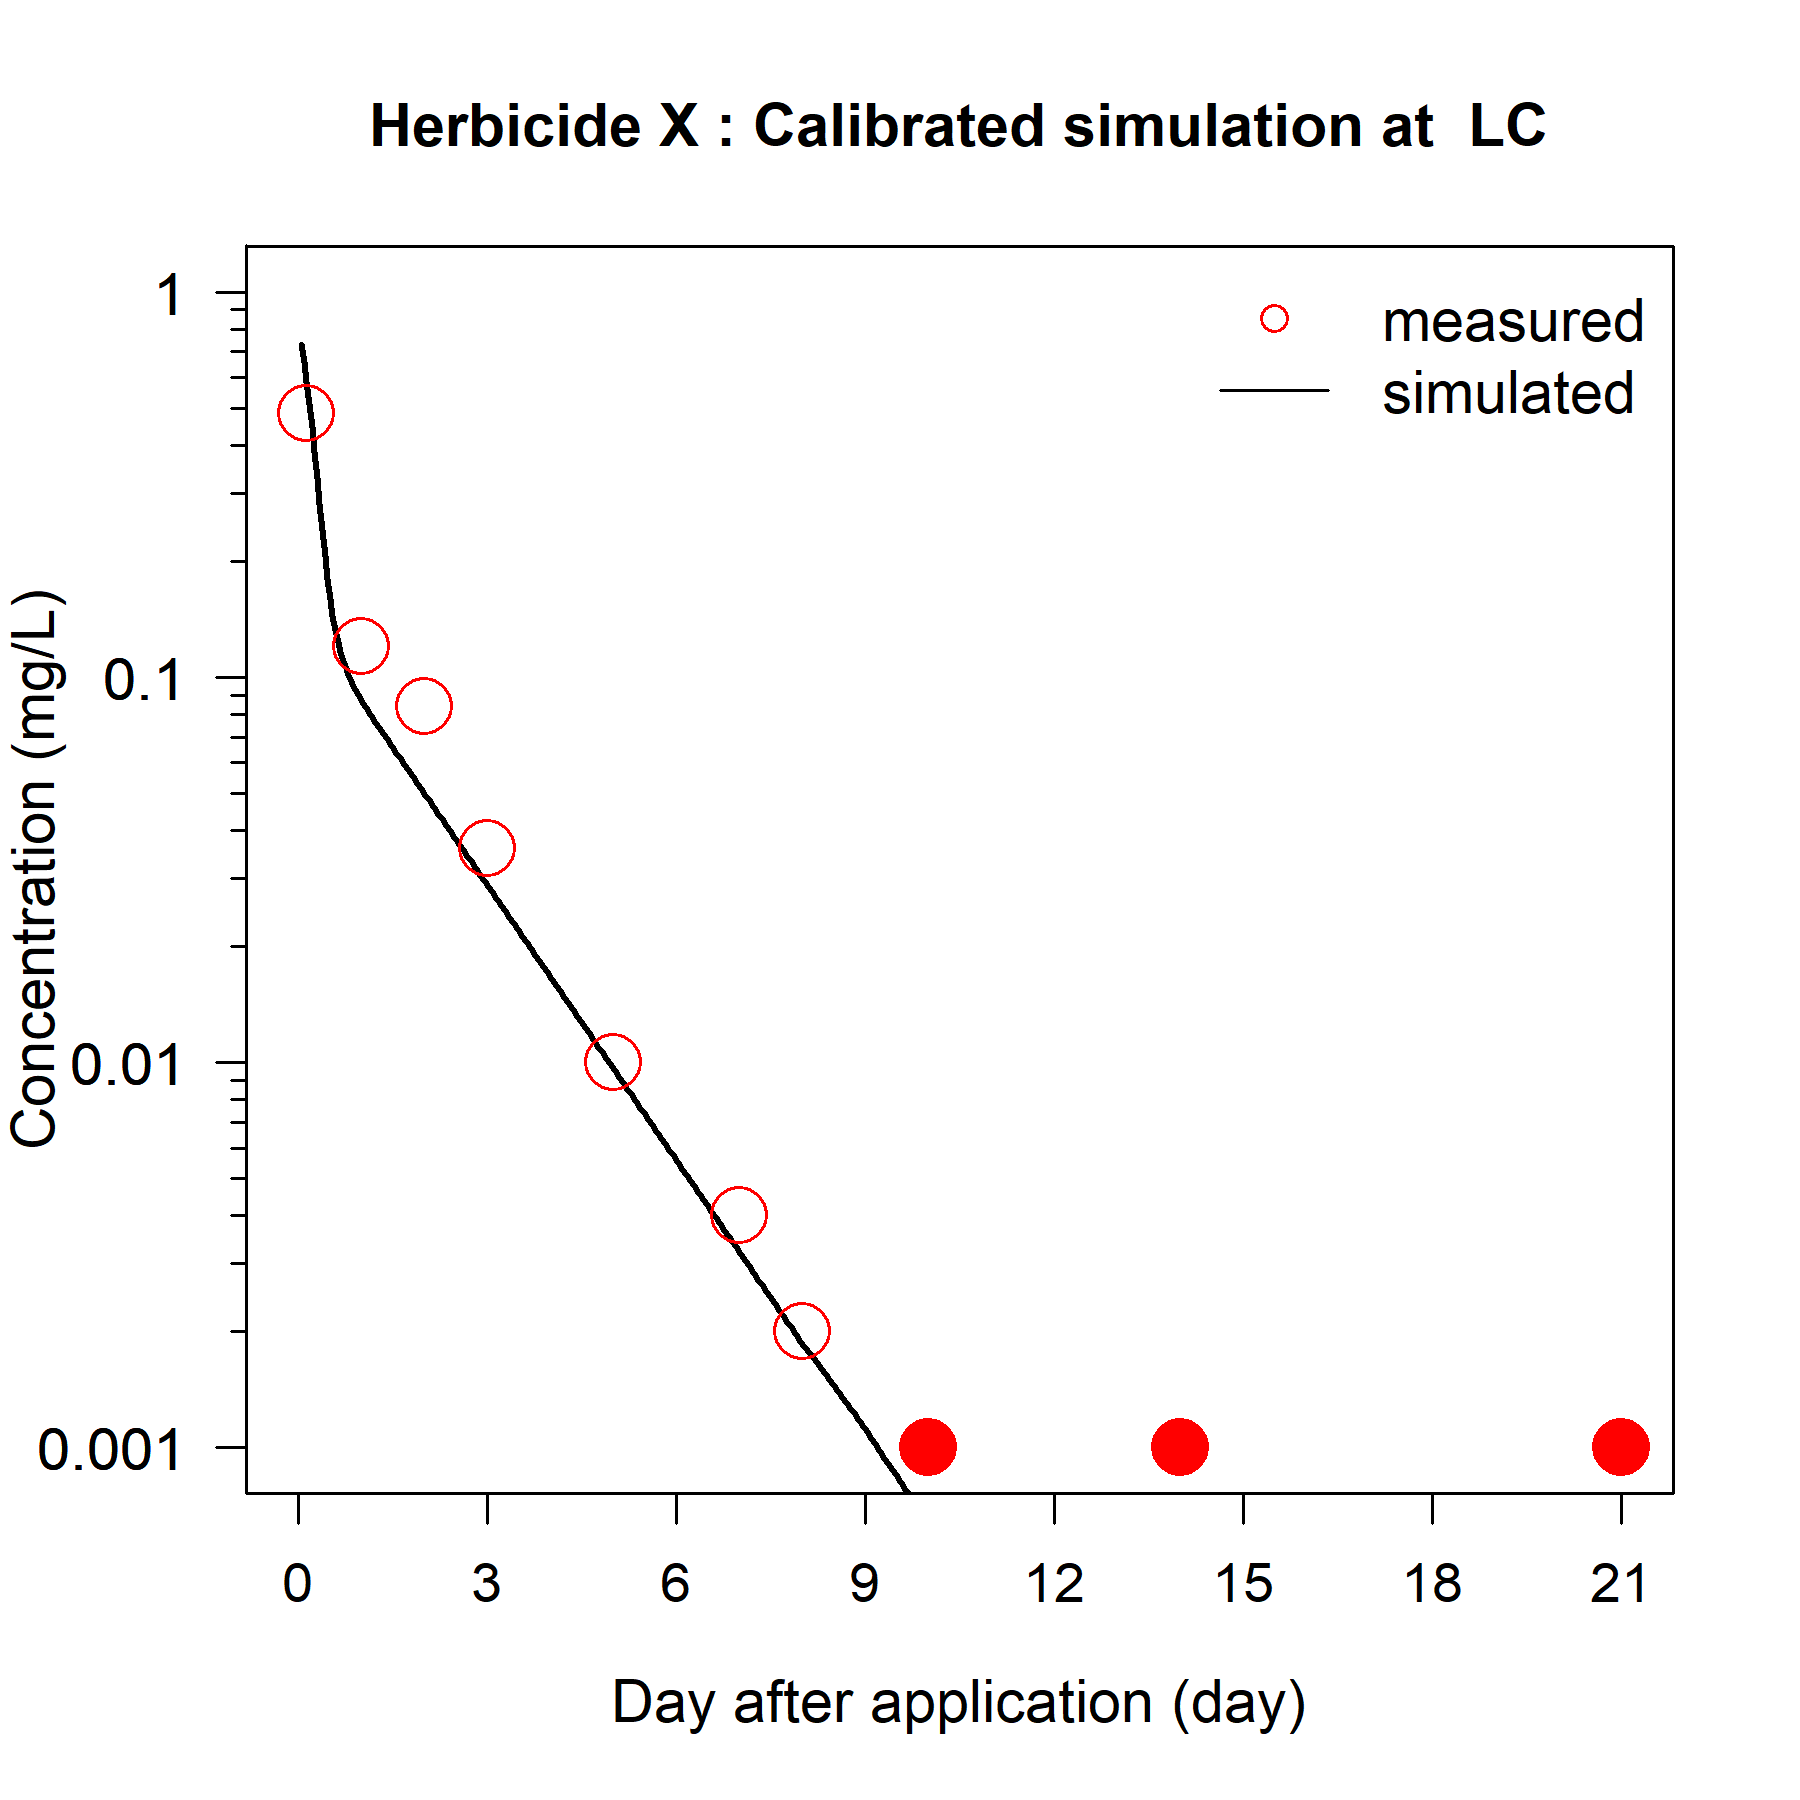 Herbicide X : Calibrated simulation at  LC
measured
simulated
Concentration (mg/L)
1
0.1
0.01
0.001
0 3 6 9 12 15 18 21
Day after application (day)